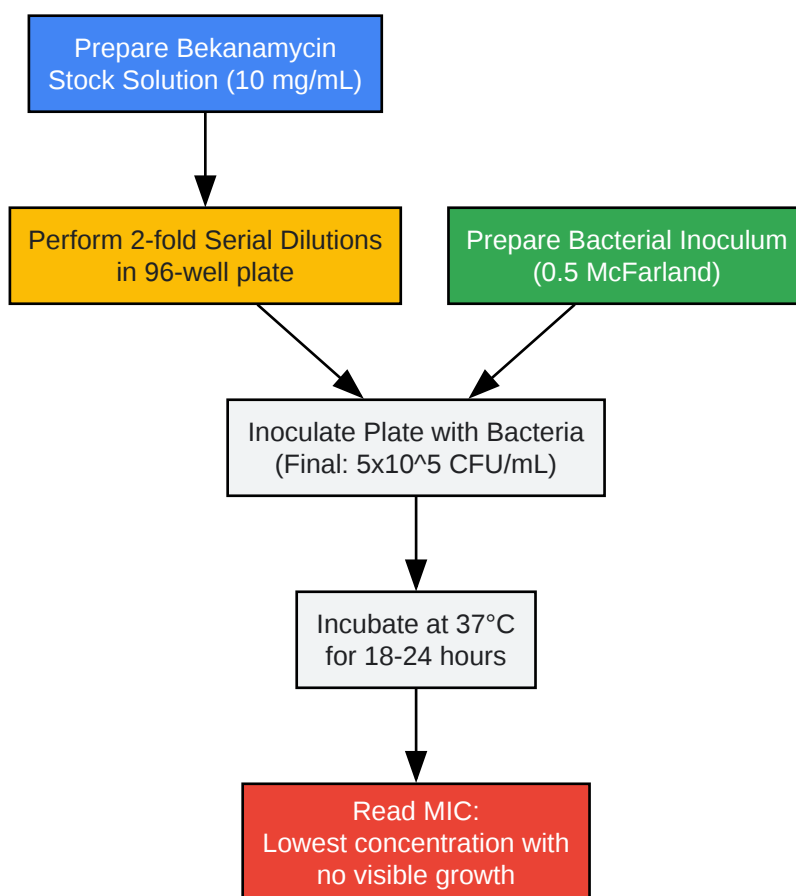 Prepare Bekanamycin
Stock Solution (10 mg/mL)
Perform 2-fold Serial Dilutions
in 96-well plate
Prepare Bacterial Inoculum
(0.5 McFarland)
Inoculate Plate with Bacteria
(Final: 5x10^5 CFU/mL)
Incubate at 37°C
for 18-24 hours
Read MIC:
Lowest concentration with
no visible growth